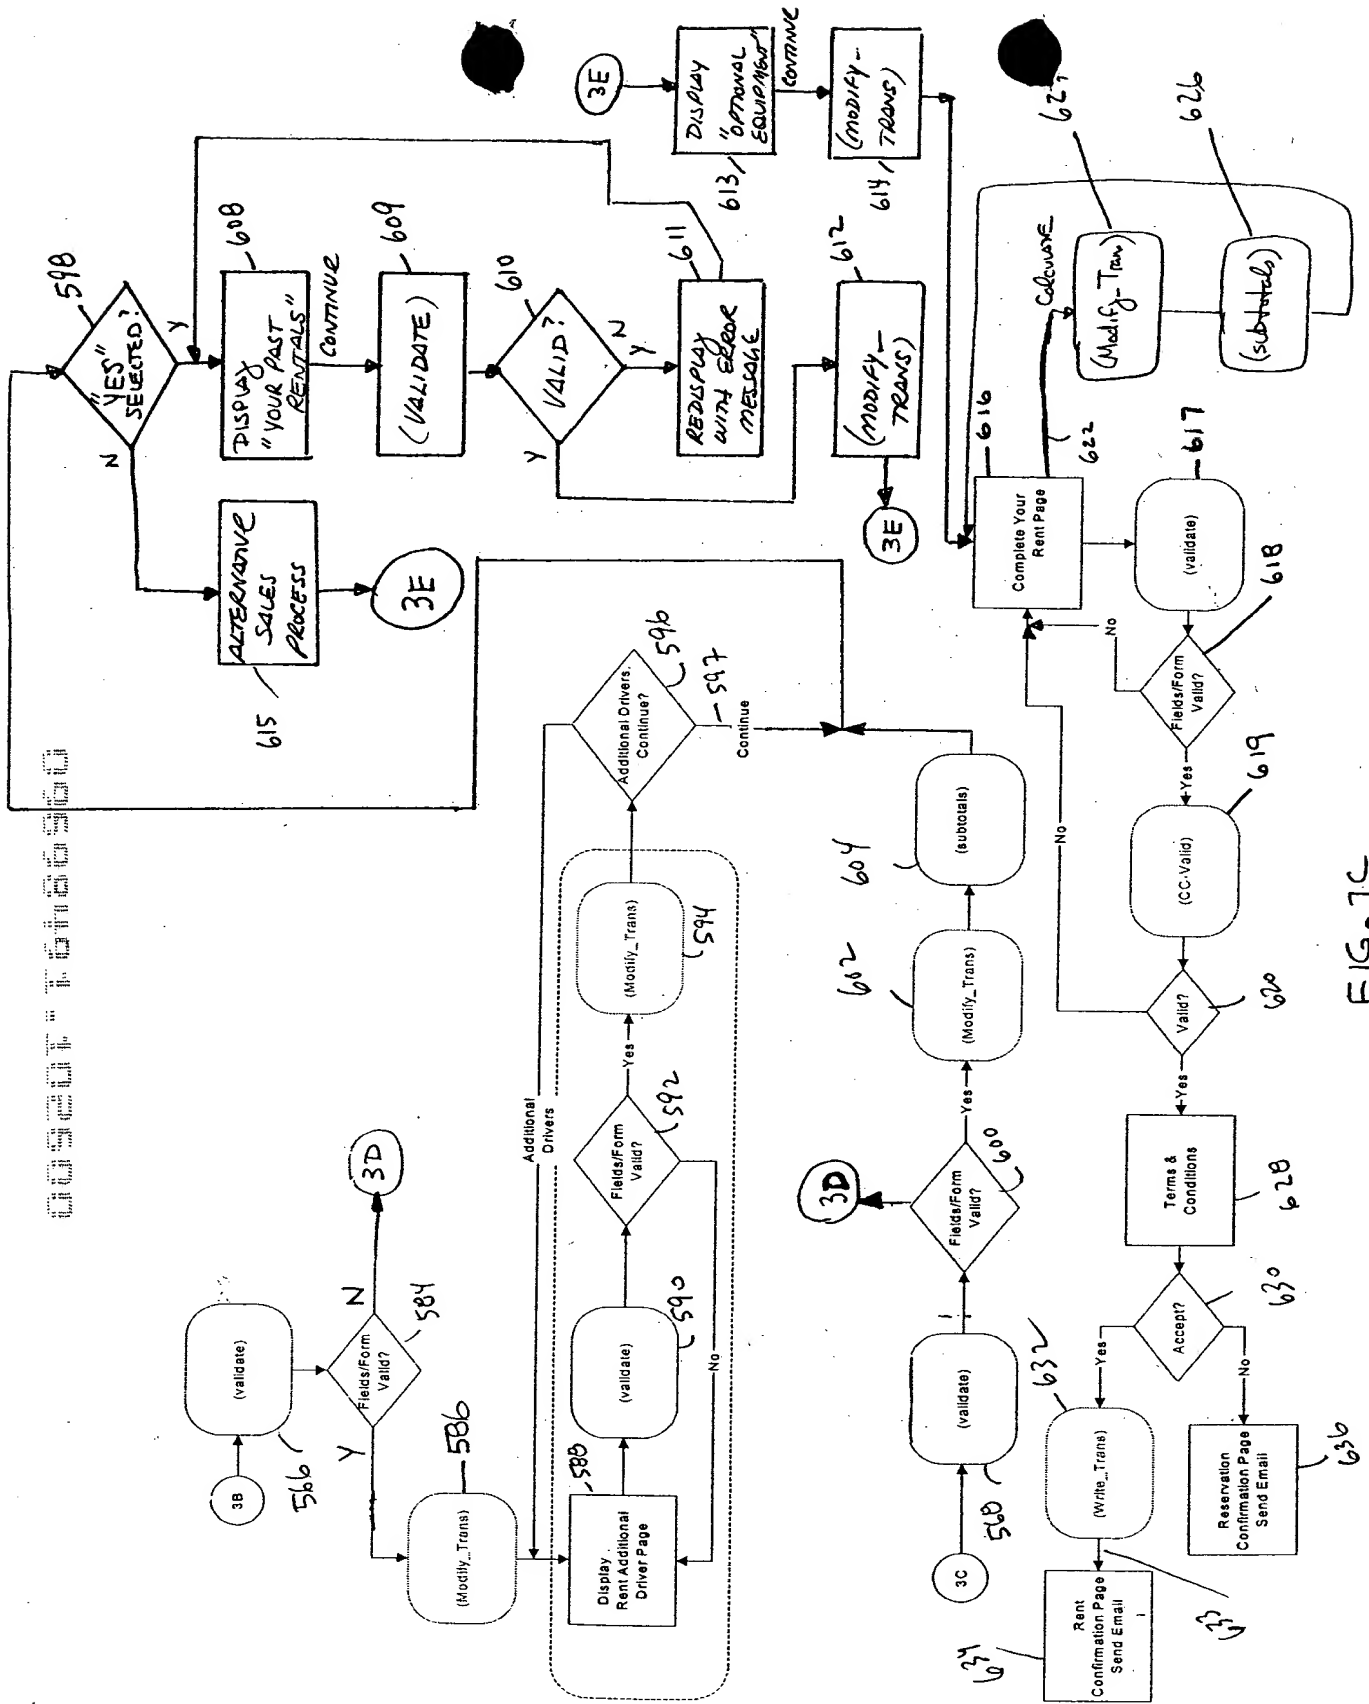 3B
(validate)
566
Fields/Form
Valid?
584
N
3D
Y
(Modify_Trans)
586
Additional
Drivers
Display
Rent Additional
Driver Page
588
(validate)
590
Fields/Form
Valid?
592
Yes
No
(Modify_Trans)
594
Additional Drivers,
Continue?
596
597
Continue
"YES"
SELECTED?
598
N
Y
ALTERNATIVE
SALES
PROCESS
615
3E
DISPLAY
"YOUR PAST
RENTALS"
608
CONTINUE
(VALIDATE)
609
VALID?
610
Y
N
Y
REDISPLAY
WITH ERROR
MESSAGE
611
(MODIFY-
TRANS)
612
3E
3E
DISPLAY
"OPTIONAL
EQUIPMENT"
613
CONTINUE
(MODIFY-
TRANS)
614
3C
(validate)
568
Fields/Form
Valid?
600
3D
Yes
(Modify_Trans)
602
(subtotals)
604
Complete Your
Rent Page
616
622
Calculate
(Modify_Tran)
627
(subtotals)
626
(validate)
617
Fields/Form
Valid?
618
No
Yes
(CC-Valid)
619
Valid?
620
No
Yes
Terms &
Conditions
628
Accept?
630
Yes
No
(Write_Trans)
632
633
Rent
Confirmation Page
Send Email
634
Reservation
Confirmation Page
Send Email
636
FIG-7C